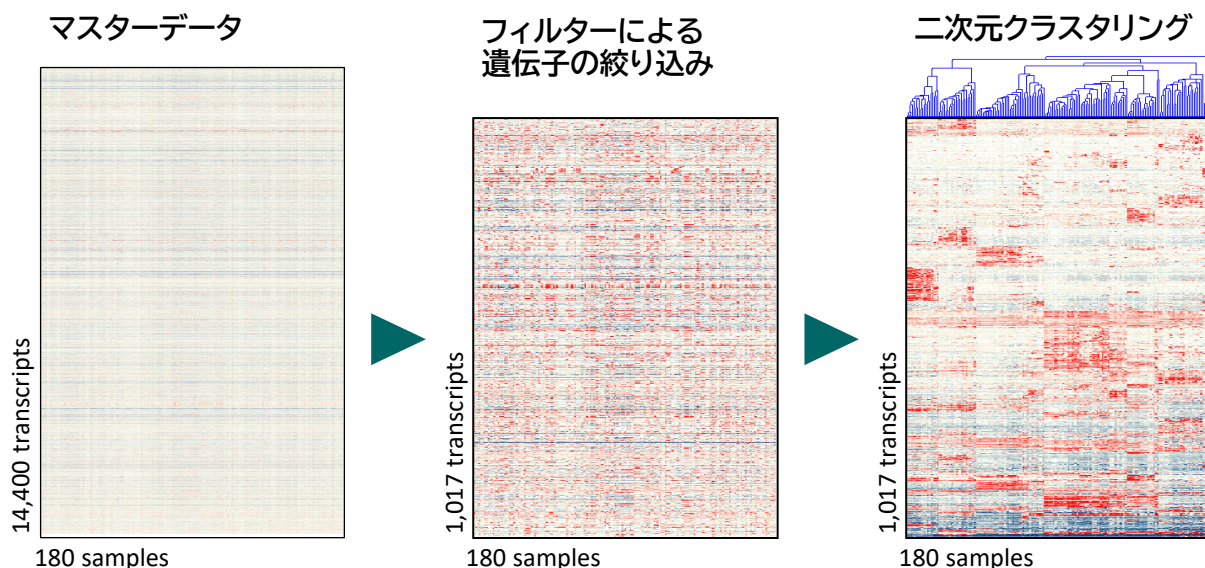 マスターデータ
フィルターによる
遺伝子の絞り込み
二次元クラスタリング
14,400 transcripts
180 samples
1,017 transcripts
180 samples
1,017 transcripts
180 samples